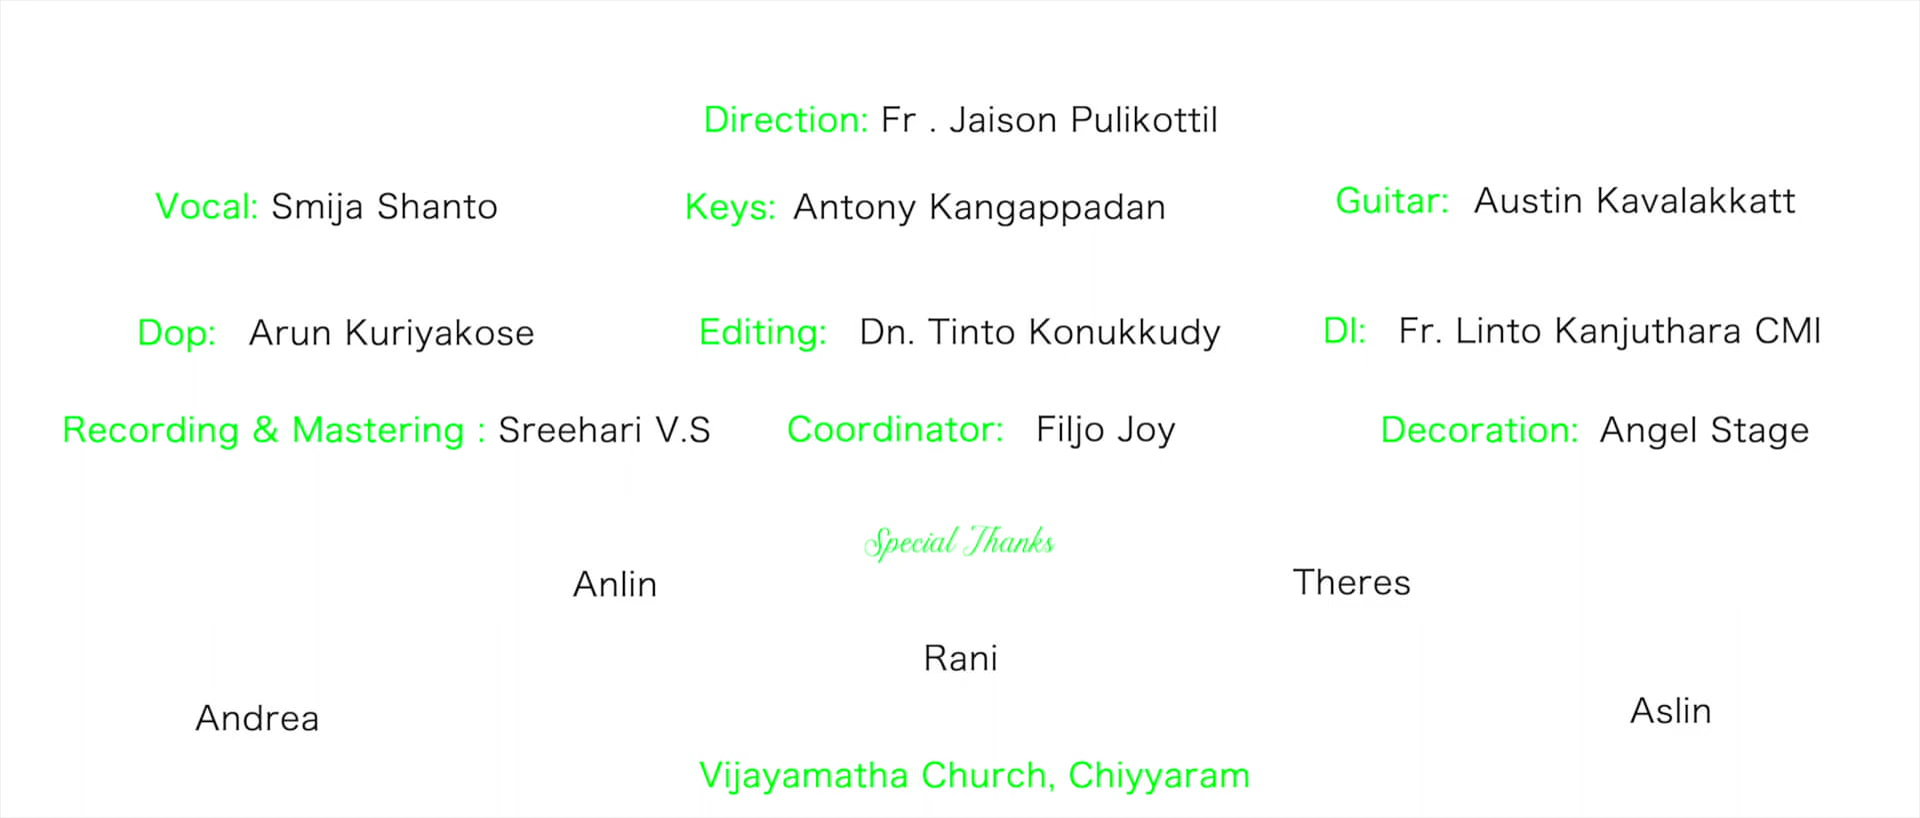 Direction: Fr . Jaison Pulikottil
Vocal: Smija Shanto
Keys: Antony Kangappadan
Guitar: Austin Kavalakkatt
Dop: Arun Kuriyakose
Editing: Dn. Tinto Konukkudy
DI: Fr. Linto Kanjuthara CMI
Recording & Mastering : Sreehari V.S
Coordinator: Filjo Joy
Decoration: Angel Stage
Special Thanks
Anlin
Theres
Rani
Andrea
Aslin
Vijayamatha Church, Chiyyaram